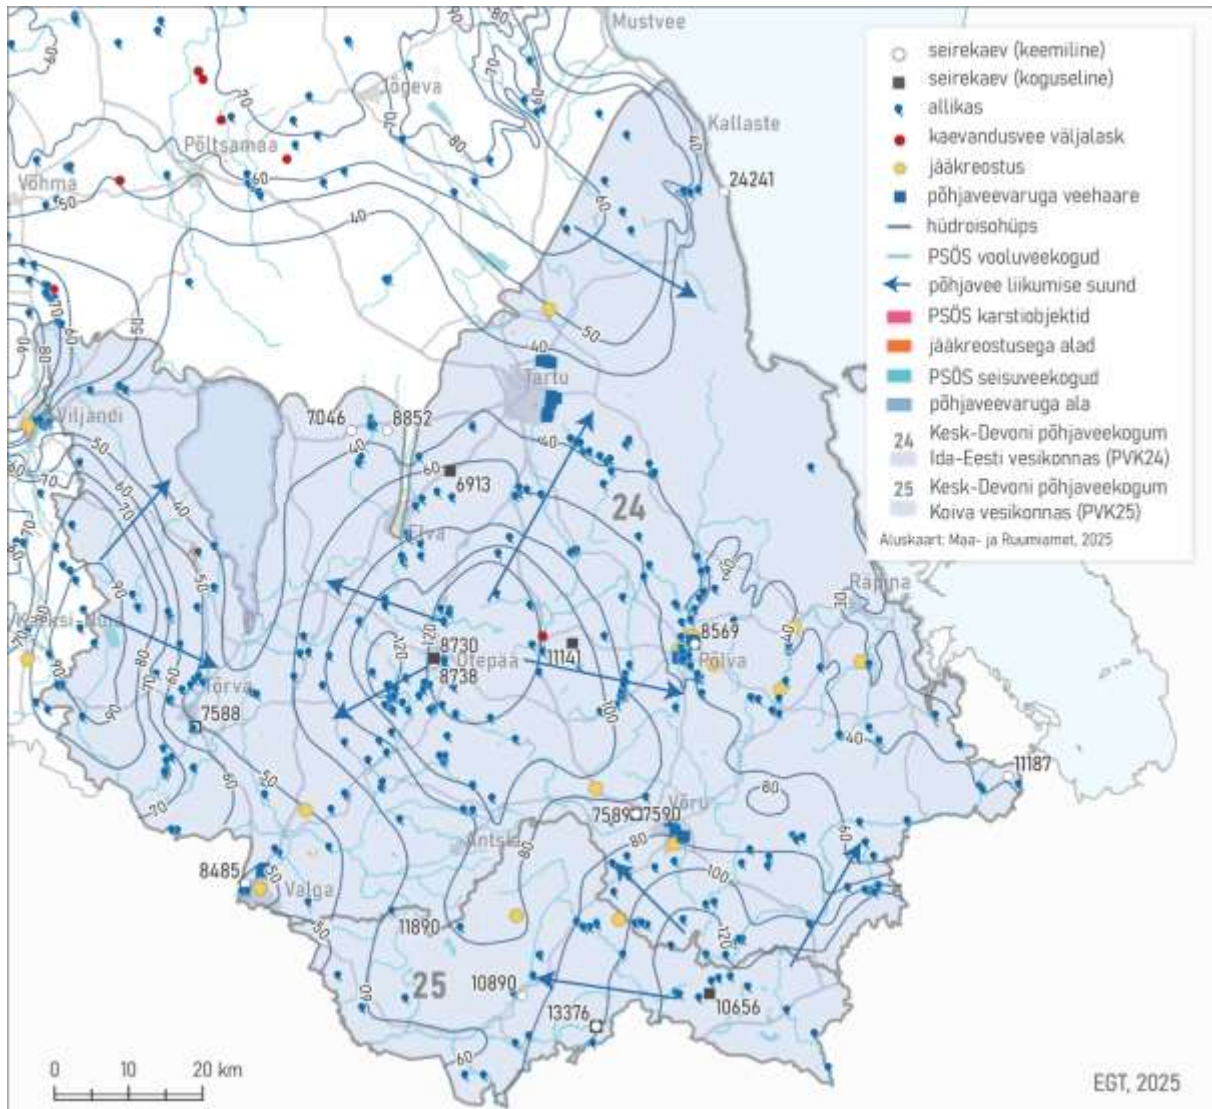 Mustvee
Jõgeva
Kallaste
Põltsamaa
Võhma
24241
Tartu
Viljandi
7046
8852
6913
24
Elva
Räpina
Karksi-Nuia
8730
8738
Otepää
11141
8569
Põlva
Tõrva
7588
11187
7589
7590
Võru
Antsla
8485
Valga
11890
25
10890
10656
13376
seirekaev (keemiline)
seirekaev (koguseline)
allikas
kaevandusvee väljalask
jääkreostus
põhjaveevaruga veehaare
hüdroisohüps
PSÖS vooluveekogud
põhjavee liikumise suund
PSÖS karstiobjektid
jääkreostusega alad
PSÖS seisuveekogud
põhjaveevaruga ala
24 Kesk-Devoni põhjaveekogum
Ida-Eesti vesikonnas (PVK24)
25 Kesk-Devoni põhjaveekogum
Koiva vesikonnas (PVK25)
Aluskaart: Maa- ja Ruumiamet, 2025
0 10 20 km
EGT, 2025